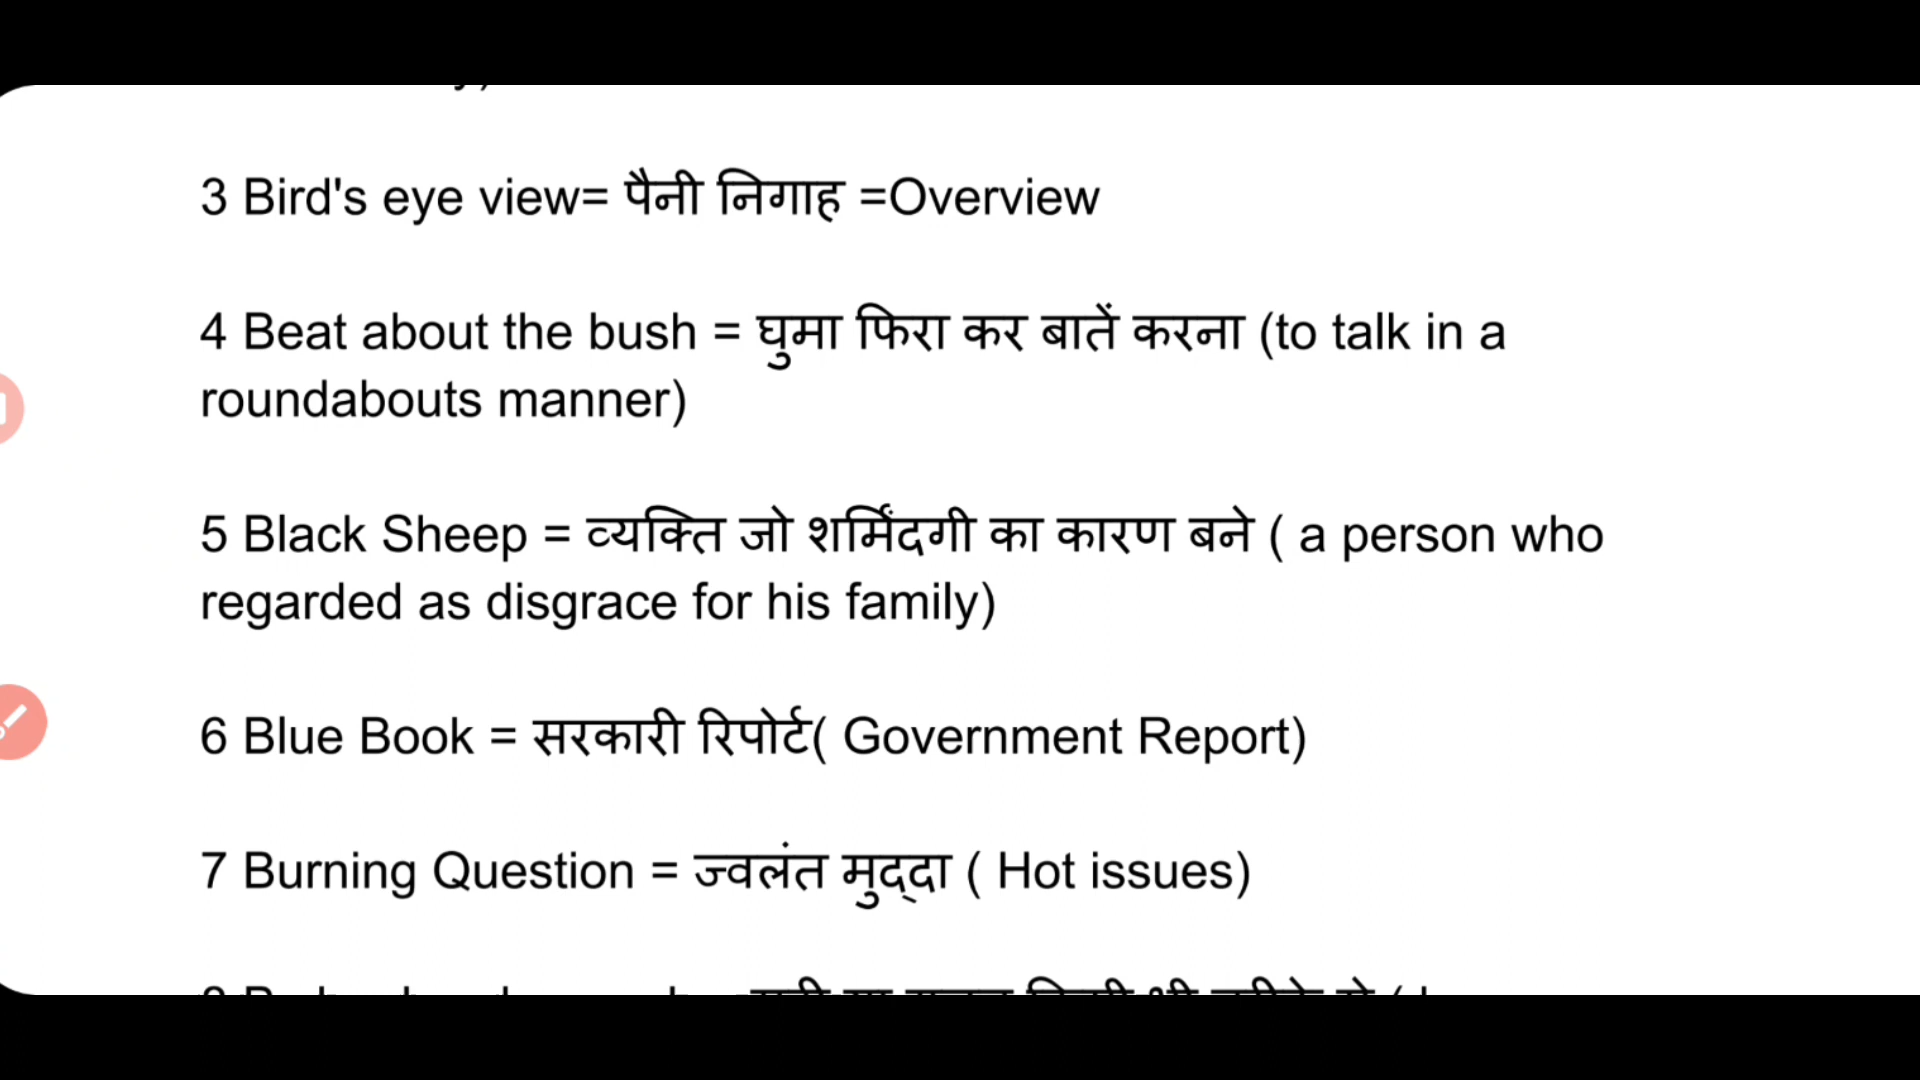 3 Bird's eye view= पैनी निगाह =Overview
4 Beat about the bush = घुमा फिरा कर बातें करना (to talk in a
roundabouts manner)
5 Black Sheep = व्यक्ति जो शर्मिंदगी का कारण बने ( a person who
regarded as disgrace for his family)
6 Blue Book = सरकारी रिपोर्ट( Government Report)
7 Burning Question = ज्वलंत मुद्दा ( Hot issues)